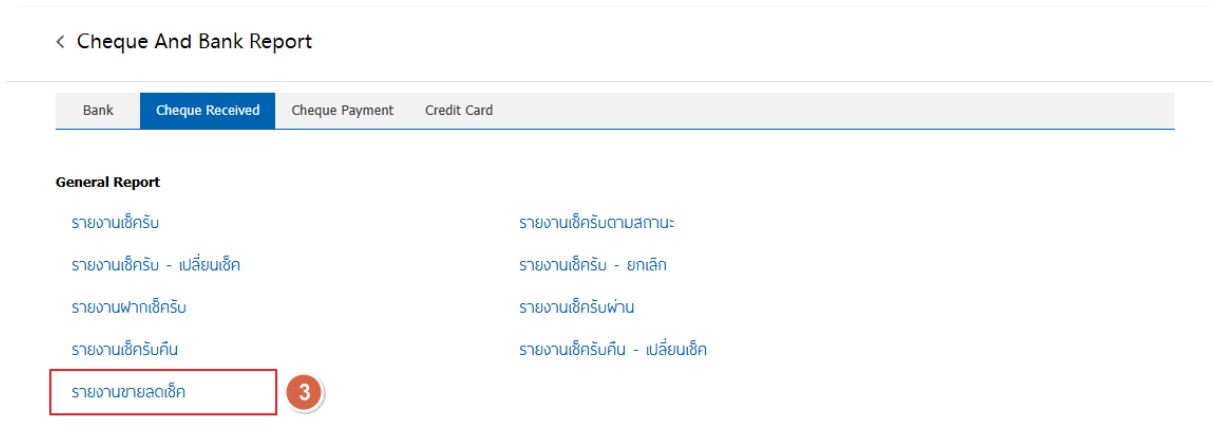 < Cheque And Bank Report
Bank Cheque Received Cheque Payment Credit Card
General Report
รายงานเช็ครับ รายงานเช็ครับตามสถานะ
รายงานเช็ครับ - เปลี่ยนเช็ค รายงานเช็ครับ - ยกเลิก
รายงานฝากเช็ครับ รายงานเช็ครับผ่าน
รายงานเช็ครับคืน รายงานเช็ครับคืน - เปลี่ยนเช็ค
รายงานขายลดเช็ค 3